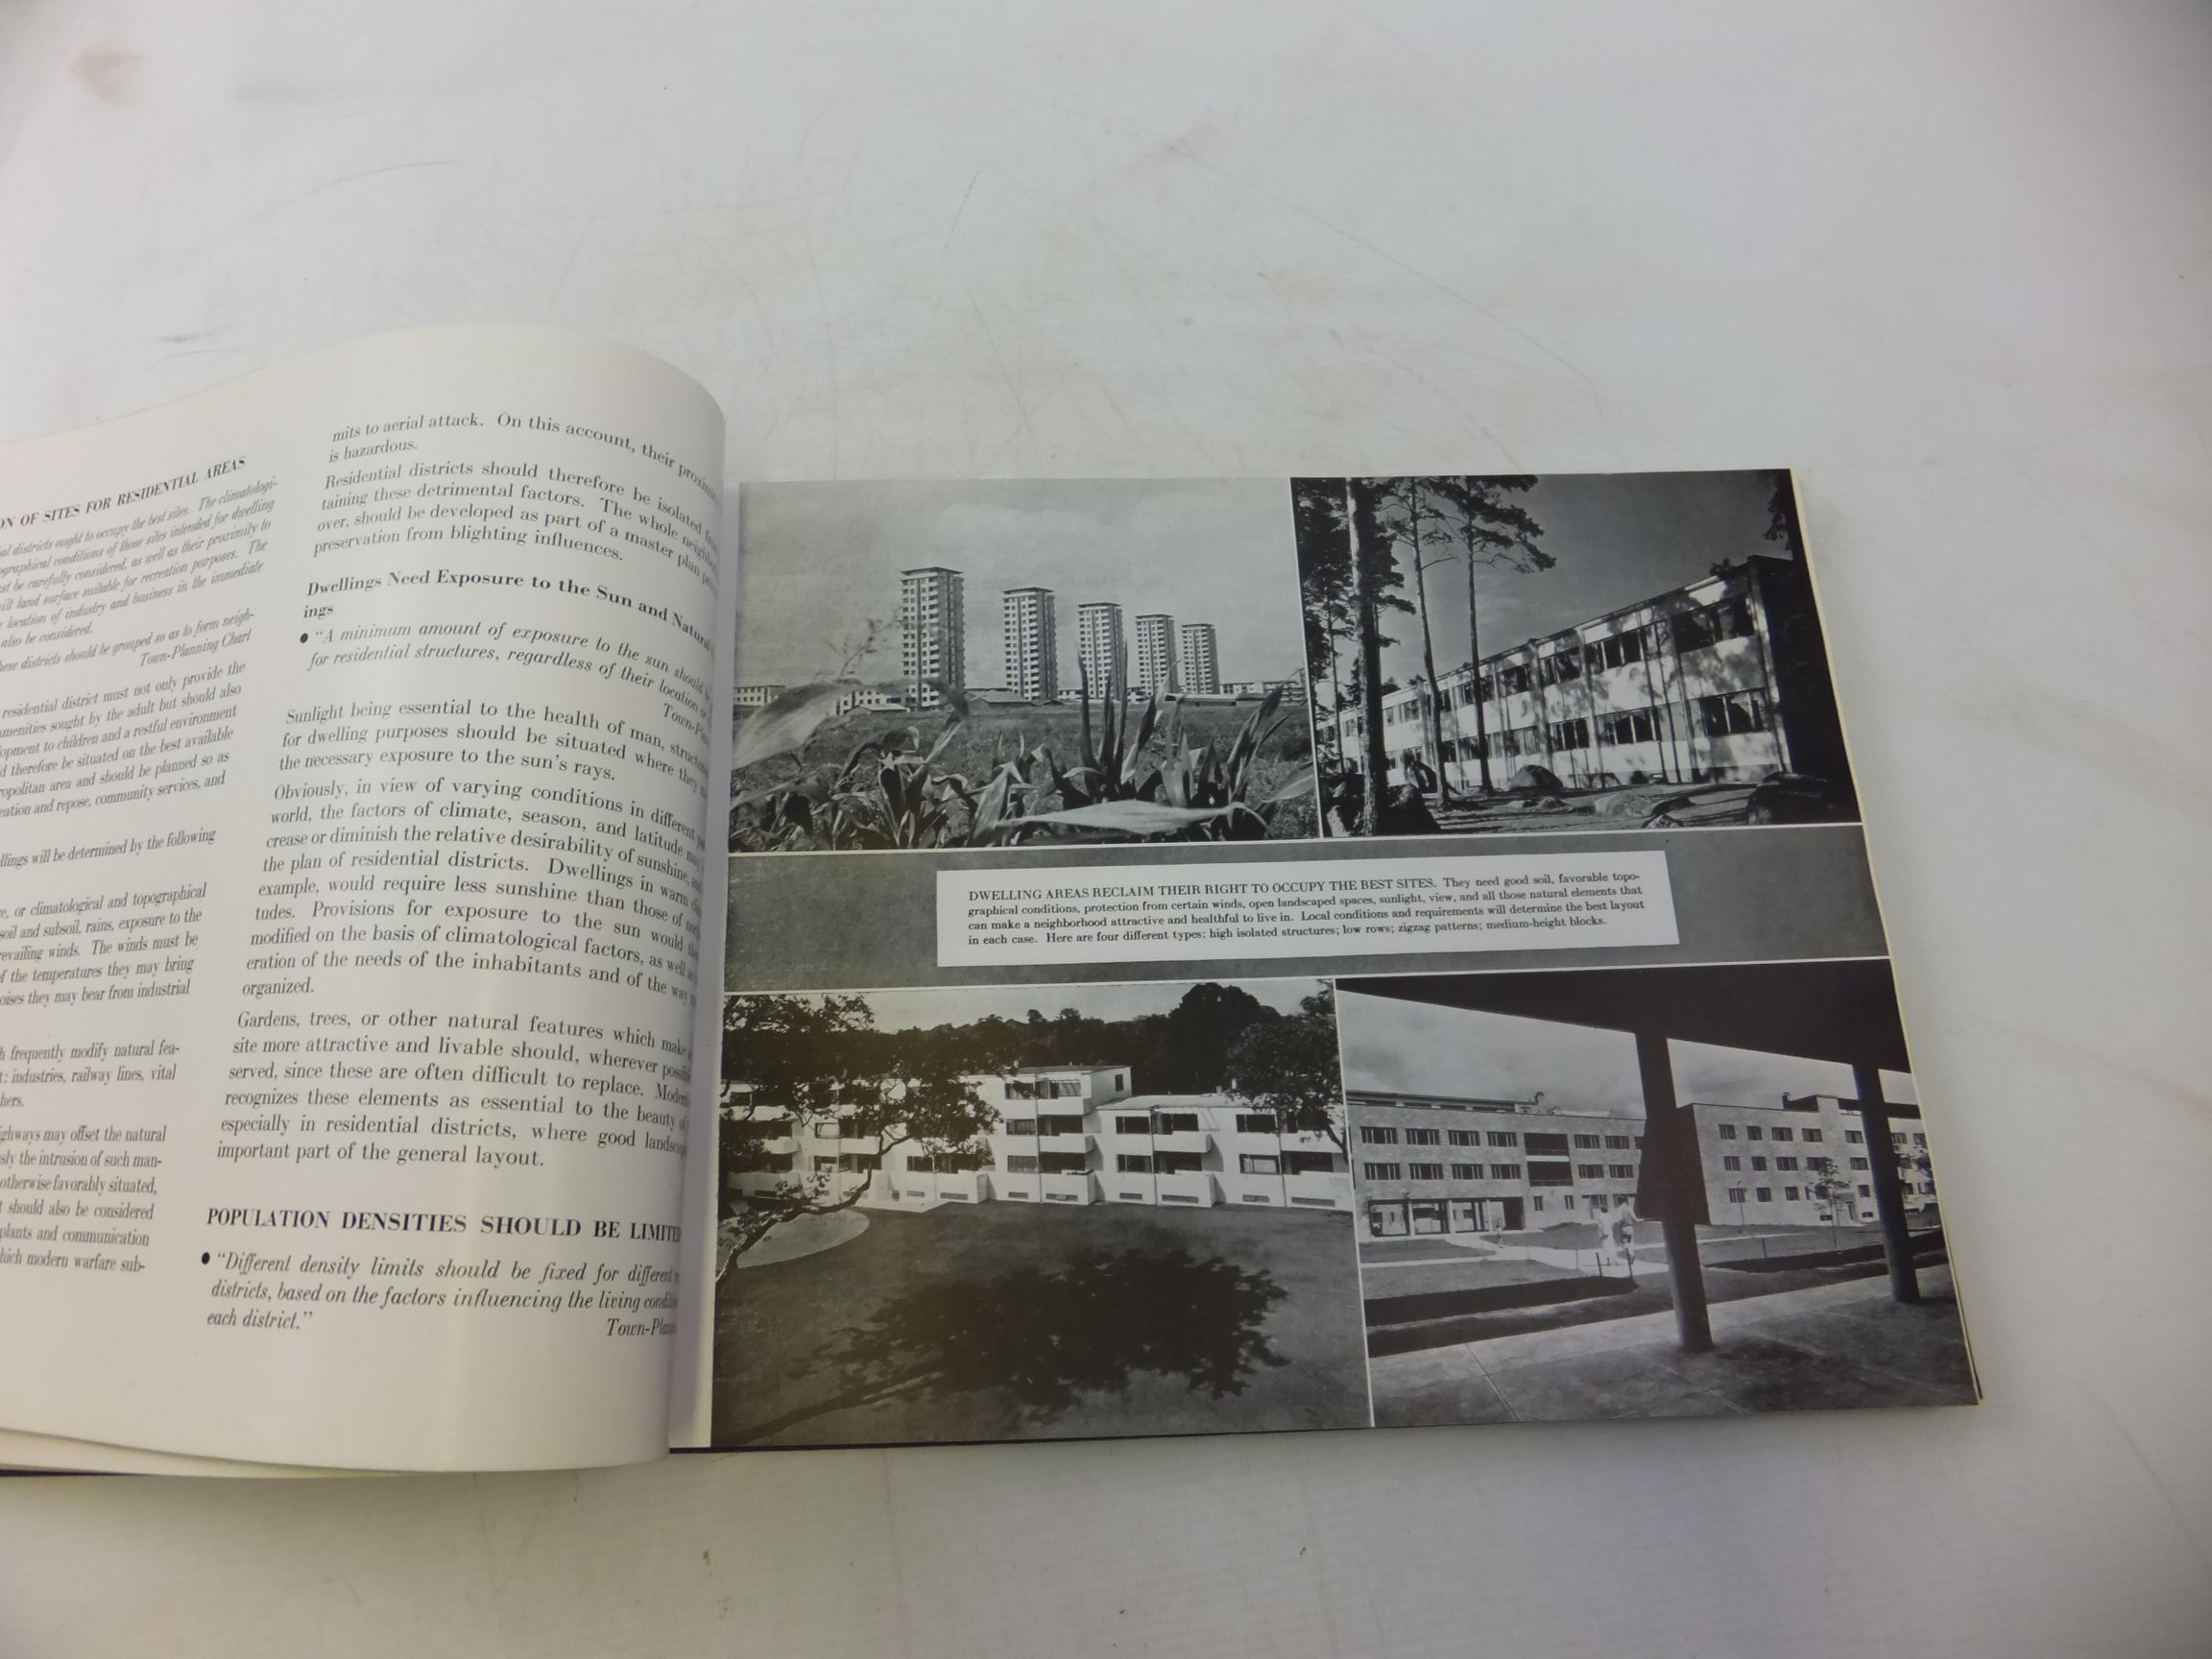 ON OF SITES FOR RESIDENTIAL AREAS
districts ought to occupy the best sites. The climatologi-
graphical conditions of those sites intended for dwelling
be carefully considered, as well as their proximity to
land surface suitable for recreation purposes. The
location of industry and business in the immediate
also be considered.
districts should be grouped so as to form neigh-
Town-Planning Chart
residential district must not only provide the
amenities sought by the adult but should also
opment to children and a restful environment
therefore be situated on the best available
opolitan area and should be planned so as
ation and repose, community services, and
llings will be determined by the following
or climatological and topographical
soil and subsoil, rains, exposure to the
prevailing winds. The winds must be
of the temperatures they may bring
oises they may bear from industrial
frequently modify natural fea-
industries, railway lines, vital
hers.
ghways may offset the natural
the intrusion of such man-
otherwise favorably situated,
should also be considered
plants and communication
hich modern warfare sub-
mits to aerial attack. On this account, their proximity
is hazardous.
Residential districts should therefore be isolated
taining these detrimental factors. The whole
over, should be developed as part of a master plan
preservation from blighting influences.
Dwellings Need Exposure to the Sun and Natural
ings
• “A minimum amount of exposure to the sun should
for residential structures, regardless of their location
Town-Pl
Sunlight being essential to the health of man,
for dwelling purposes should be situated where they
the necessary exposure to the sun's rays.
Obviously, in view of varying conditions in different
world, the factors of climate, season, and latitude
crease or diminish the relative desirability of sunshine,
the plan of residential districts. Dwellings in warm
example, would require less sunshine than those of
tudes. Provisions for exposure to the sun would
modified on the basis of climatological factors, as well
eration of the needs of the inhabitants and of the way
organized.
Gardens, trees, or other natural features which make
site more attractive and livable should, wherever
served, since these are often difficult to replace. Modern
recognizes these elements as essential to the beauty
especially in residential districts, where good
important part of the general layout.
POPULATION DENSITIES SHOULD BE LIMITED
• “Different density limits should be fixed for different
districts, based on the factors influencing the living
each district.”
Town-Plan
DWELLING AREAS RECLAIM THEIR RIGHT TO OCCUPY THE BEST SITES. They need good soil, favorable topo-
graphical conditions, protection from certain winds, open landscaped spaces, sunlight, view, and all those natural elements that
can make a neighborhood attractive and healthful to live in. Local conditions and requirements will determine the best layout
in each case. Here are four different types: high isolated structures; low rows; zigzag patterns; medium-height blocks.